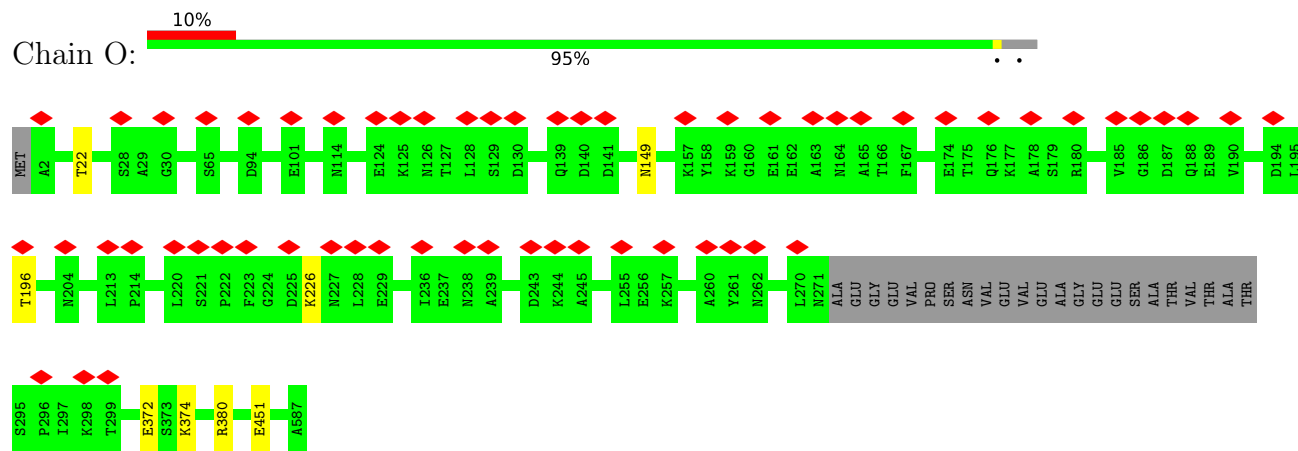 10%
Chain O:
95%
• •
MET A2 T22 S28 A29 G30 S65 D94 E101 N114 E124 K125 N126 T127 L128 S129 D130 Q139 D140 D141 N149 K157 Y158 K159 G160 E161 E162 A163 N164 A165 T166 F167 E174 T175 Q176 K177 A178 S179 R180 V185 G186 D187 Q188 E189 V190 D194 L195
T196 N204 L213 P214 L220 S221 P222 F223 G224 D225 K226 N227 L228 E229 I236 E237 N238 A239 D243 K244 A245 L255 E256 K257 A260 Y261 N262 L270 N271 ALA GLU GLY GLU VAL PRO SER ASN VAL GLU VAL GLU ALA GLY GLU GLU SER ALA THR VAL THR ALA THR
S295 P296 I297 K298 T299 E372 S373 K374 R380 E451 A587